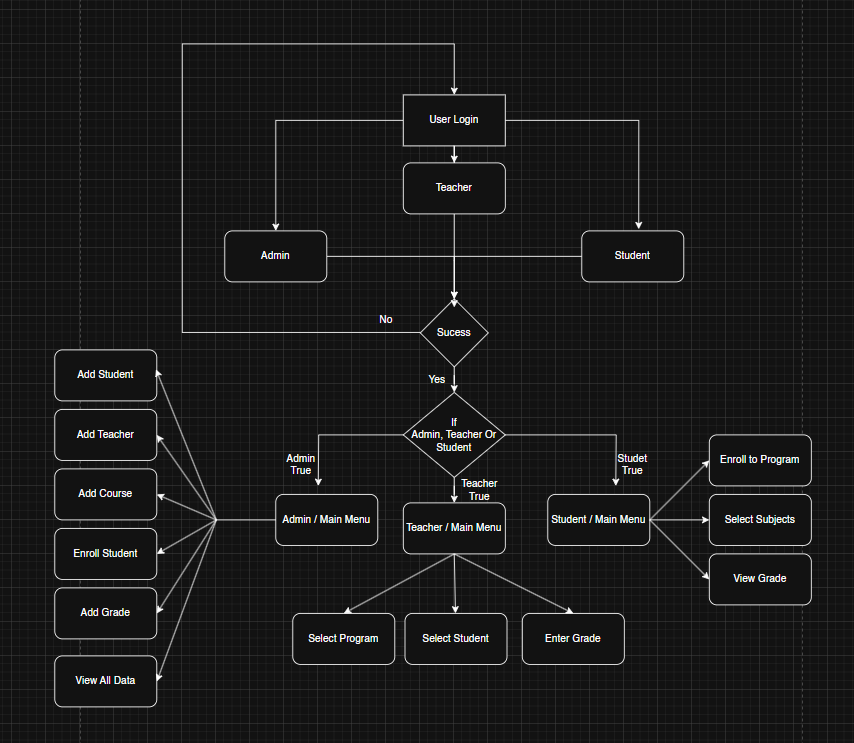 User Login
Teacher
Admin
Student
No
Sucess
Yes
If
Admin, Teacher Or
Student
Admin
True
Teacher
True
Studet
True
Add Student
Add Teacher
Add Course
Enroll Student
Add Grade
View All Data
Admin / Main Menu
Teacher / Main Menu
Student / Main Menu
Enroll to Program
Select Subjects
View Grade
Select Program
Select Student
Enter Grade